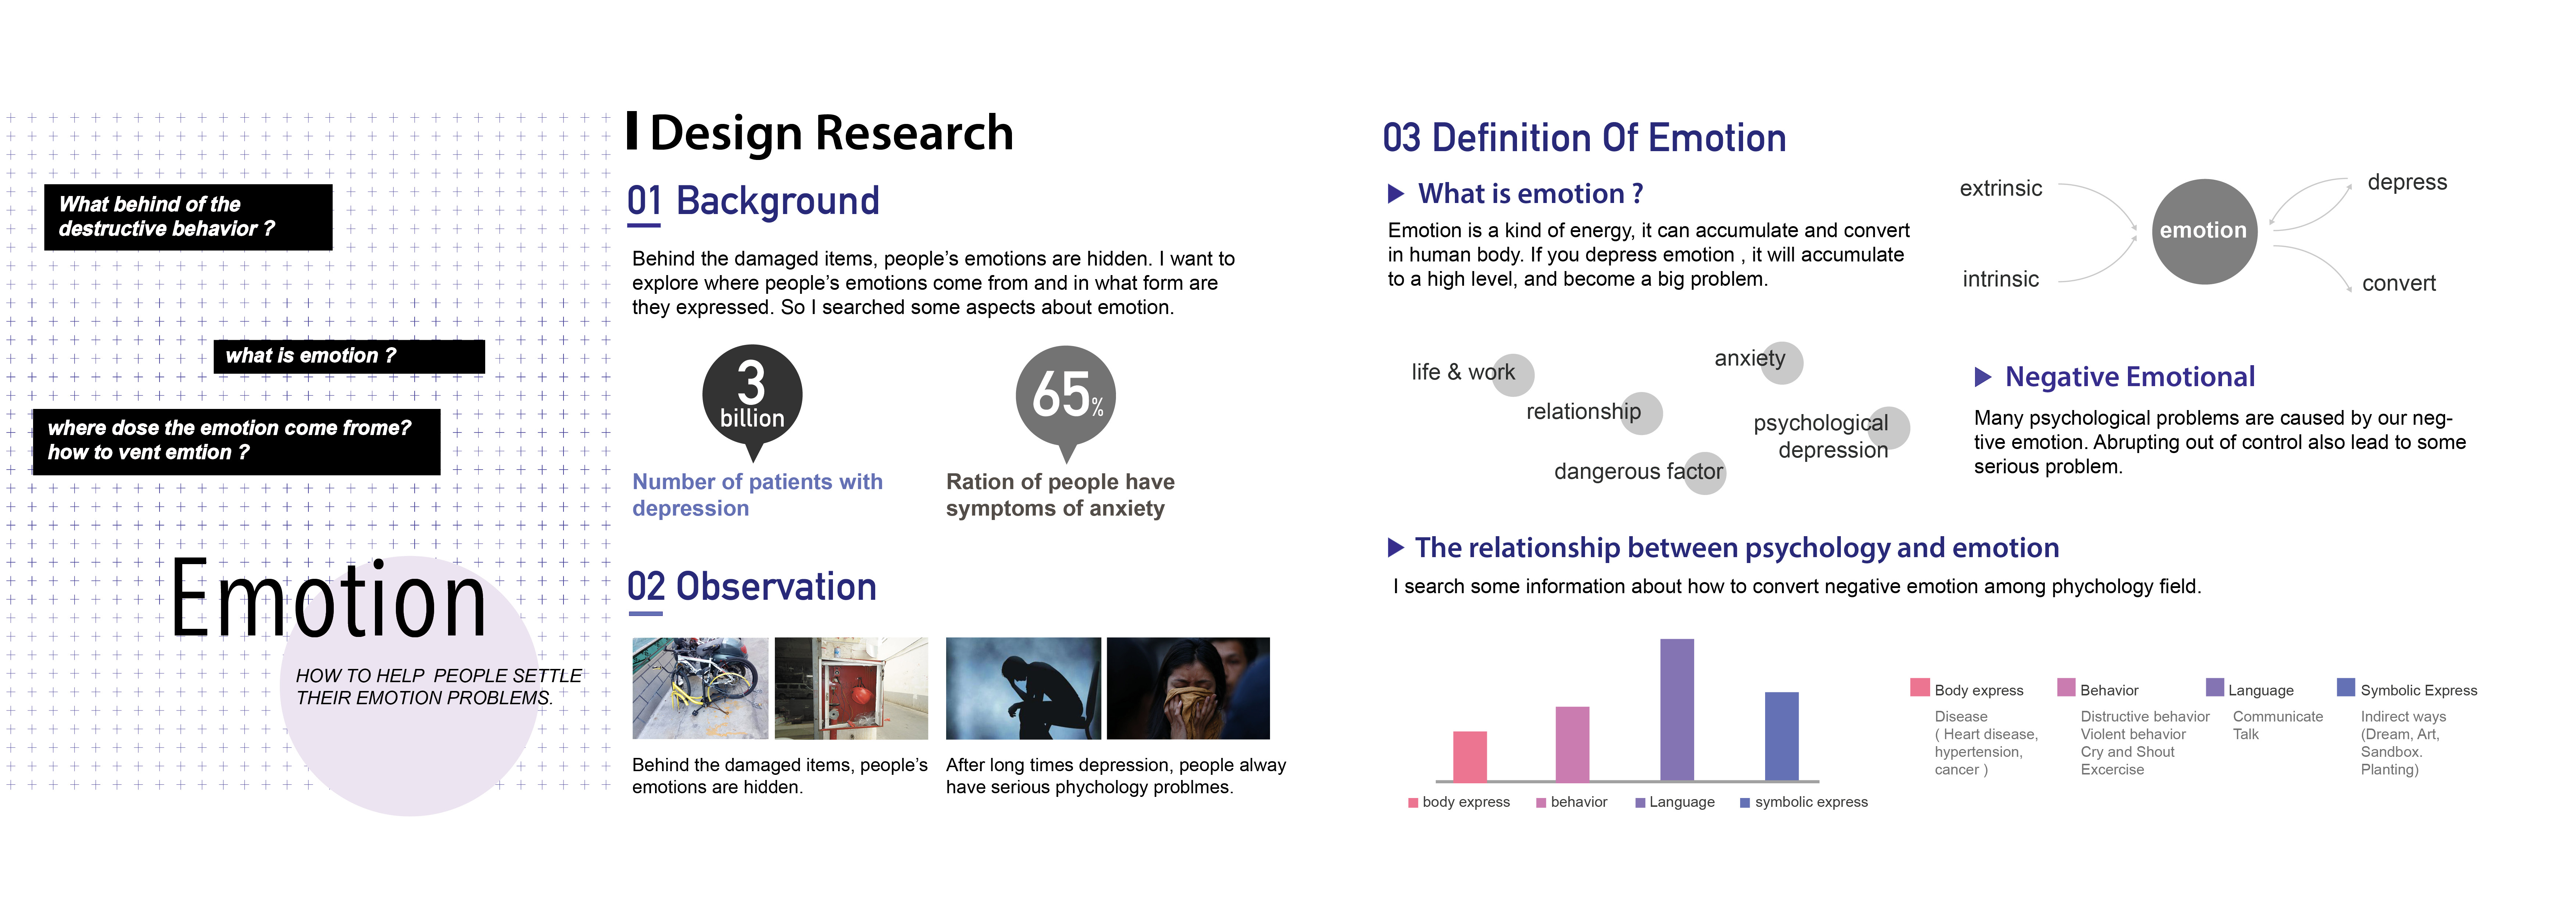 What behind of the
destructive behavior ?
what is emotion ?
where dose the emotion come frome?
how to vent emtion ?
Emotion
HOW TO HELP PEOPLE SETTLE
THEIR EMOTION PROBLEMS.
Design Research
01 Background
Behind the damaged items, people's emotions are hidden. I want to
explore where people's emotions come from and in what form are
they expressed. So I searched some aspects about emotion.
3
billion
Number of patients with
depression
65%
Ration of people have
symptoms of anxiety
02 Observation
Behind the damaged items, people's
emotions are hidden.
After long times depression, people alway
have serious phychology problmes.
03 Definition Of Emotion
What is emotion ?
Emotion is a kind of energy, it can accumulate and convert
in human body. If you depress emotion , it will accumulate
to a high level, and become a big problem.
extrinsic
intrinsic
emotion
depress
convert
life & work
relationship
dangerous factor
anxiety
psychological
depression
Negative Emotional
Many psychological problems are caused by our neg-
tive emotion. Abrupting out of control also lead to some
serious problem.
The relationship between psychology and emotion
I search some information about how to convert negative emotion among phychology field.
body express
behavior
Language
symbolic express
Body express
Disease
( Heart disease,
hypertension,
cancer )
Behavior
Distructive behavior
Violent behavior
Cry and Shout
Excercise
Language
Communicate
Talk
Symbolic Express
Indirect ways
(Dream, Art,
Sandbox.
Planting)